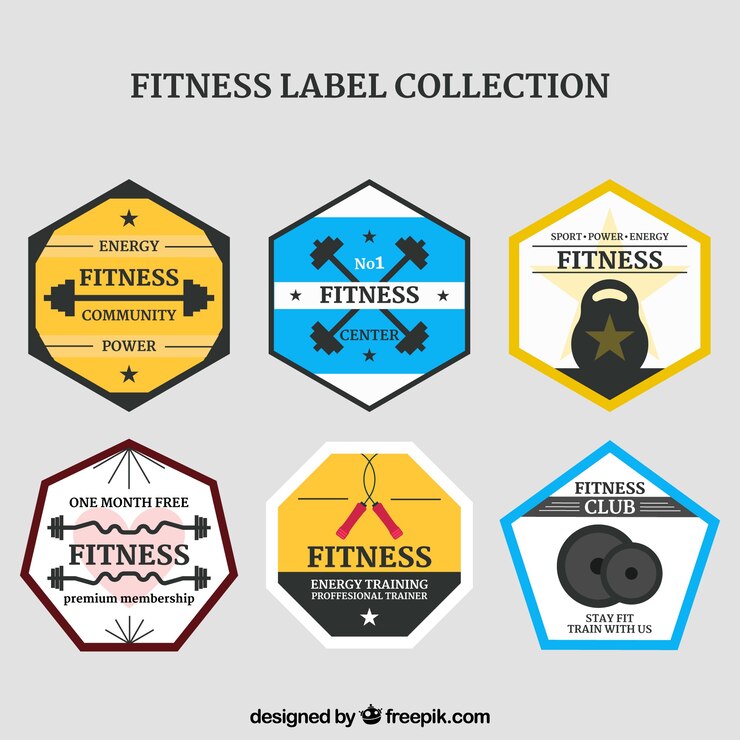 FITNESS LABEL COLLECTION
ENERGY
FITNESS
COMMUNITY
POWER
No1
FITNESS
CENTER
SPORT•POWER•ENERGY
FITNESS
ONE MONTH FREE
FITNESS
premium membership
FITNESS
ENERGY TRAINING
PROFFESIONAL TRAINER
FITNESS
CLUB
STAY FIT
TRAIN WITH US
designed by freepik.com